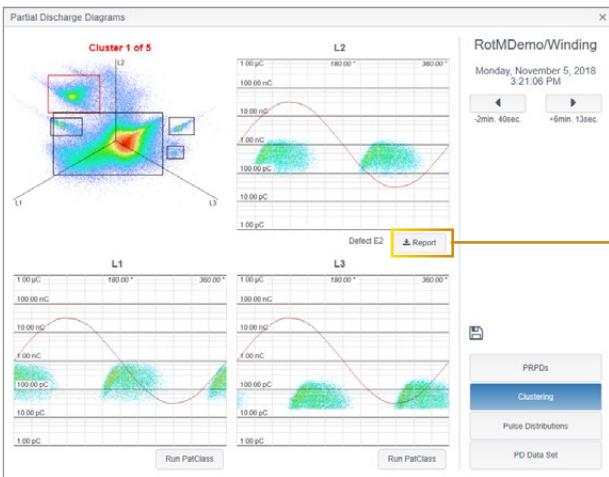 Partial Discharge Diagrams
Cluster 1 of 5
L2
L1
L3
L2
1.00 µC 180.00 ° 360.00 °
100.00 nC
10.00 nC
1.00 nC
100.00 pC
10.00 pC
1.00 pC
Defect E2
Report
L1
1.00 µC 180.00 ° 360.00 °
100.00 nC
10.00 nC
1.00 nC
100.00 pC
10.00 pC
1.00 pC
Run PatClass
L3
1.00 µC 180.00 ° 360.00 °
100.00 nC
10.00 nC
1.00 nC
100.00 pC
10.00 pC
1.00 pC
Run PatClass
RotMDemo/Winding
Monday, November 5, 2018
3:21:06 PM
-2min. 40sec. +6min. 13sec.
PRPDs
Clustering
Pulse Distributions
PD Data Set